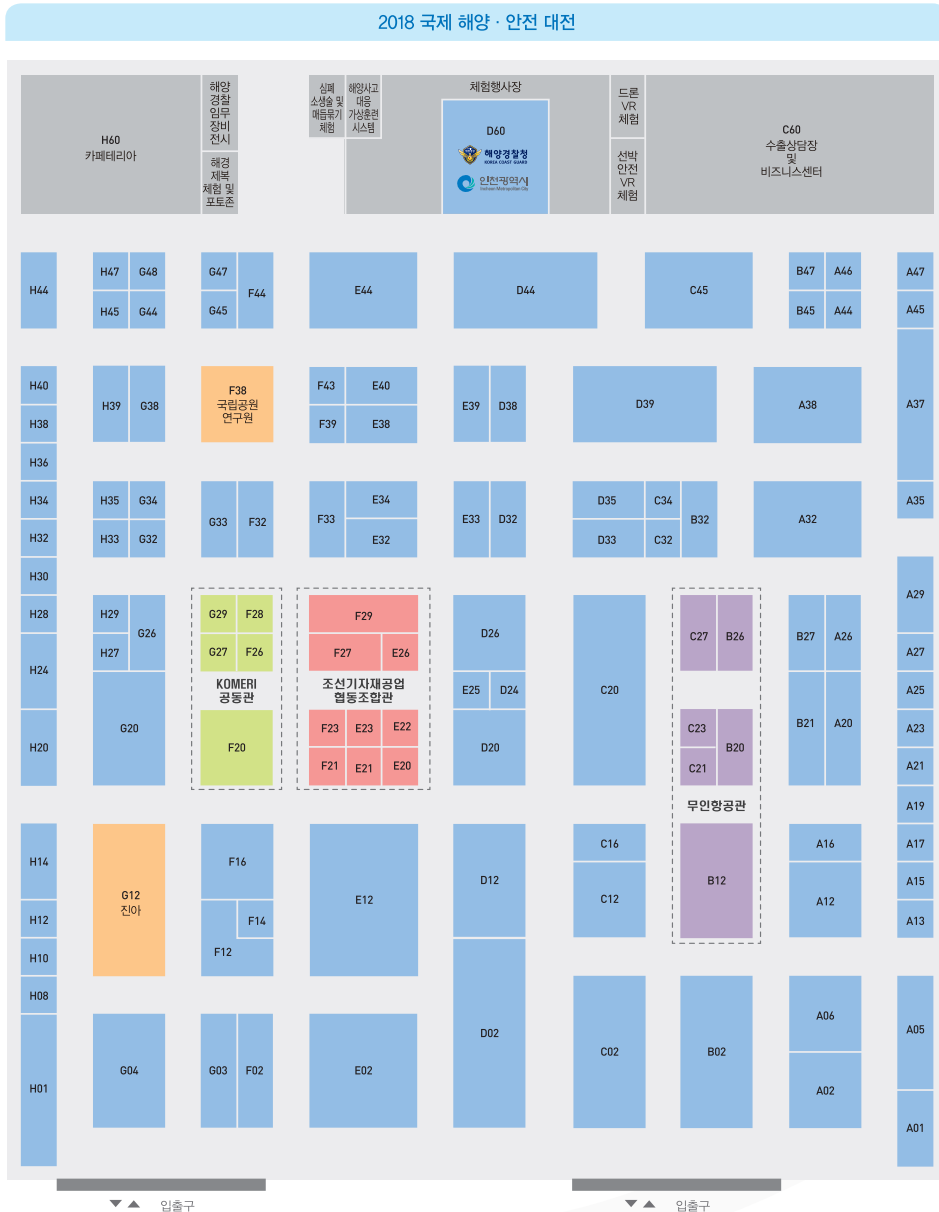 2018 국제 해양 · 안전 대전
H60
카페테리아
해양
경찰
임무
장비
전시
해경
제복
체험 및
포토존
심폐
소생술 및
매듭묶기
체험
해양사고
대응
가상훈련
시스템
체험행사장
D60
해양경찰청
KOREA COAST GUARD
인천광역시
Incheon Metropolitan City
드론
VR
체험
선박
안전
VR
체험
C60
수출상담장
및
비즈니스센터
H44
H47 G48
H45 G44
G47
G45
F44
E44
D44
C45
B47 A46
B45 A44
A47
A45
H40
H38
H36
H39 G38
F38
국립공원
연구원
F43 E40
F39 E38
E39 D38
D39
A38
A37
H34
H32
H30
H35 G34
H33 G32
G33 F32
F33
E34
E32
E33 D32
D35 C34
D33 C32
B32
A32
A35
H28
H24
H20
H29
H27
G26
G20
G29 F28
G27 F26
KOMERI
공동관
F20
F29
F27 E26
조선기자재공업
협동조합관
F23 E23 E22
F21 E21 E20
D26
E25 D24
D20
C20
C27 B26
C23
C21
B20
무인항공관
B12
B27 A26
B21 A20
A29
A27
A25
A23
A21
A19
H14
H12
H10
H08
H01
G12
진아
F16
F14
F12
E12
D12
C16
C12
A16
A12
A17
A15
A13
G04
G03 F02
E02
D02
C02
B02
A06
A02
A05
A01
▼ ▲ 입출구
▼ ▲ 입출구